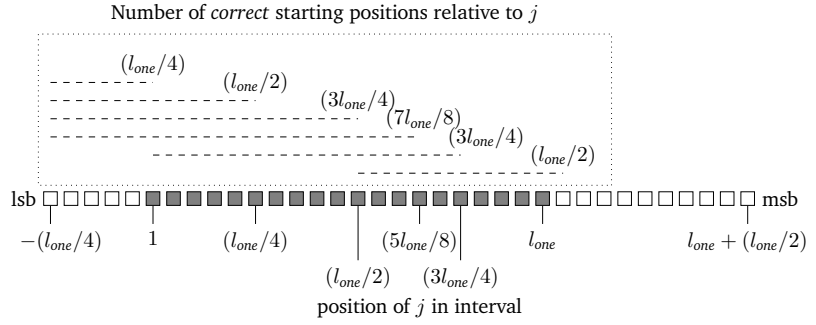 Number of correct starting positions relative to j
(l_one/4)
(l_one/2)
(3l_one/4)
(7l_one/8)
(3l_one/4)
(l_one/2)
lsb msb
−(l_one/4) 1 (l_one/4) (5l_one/8) l_one l_one + (l_one/2)
(l_one/2) (3l_one/4)
position of j in interval